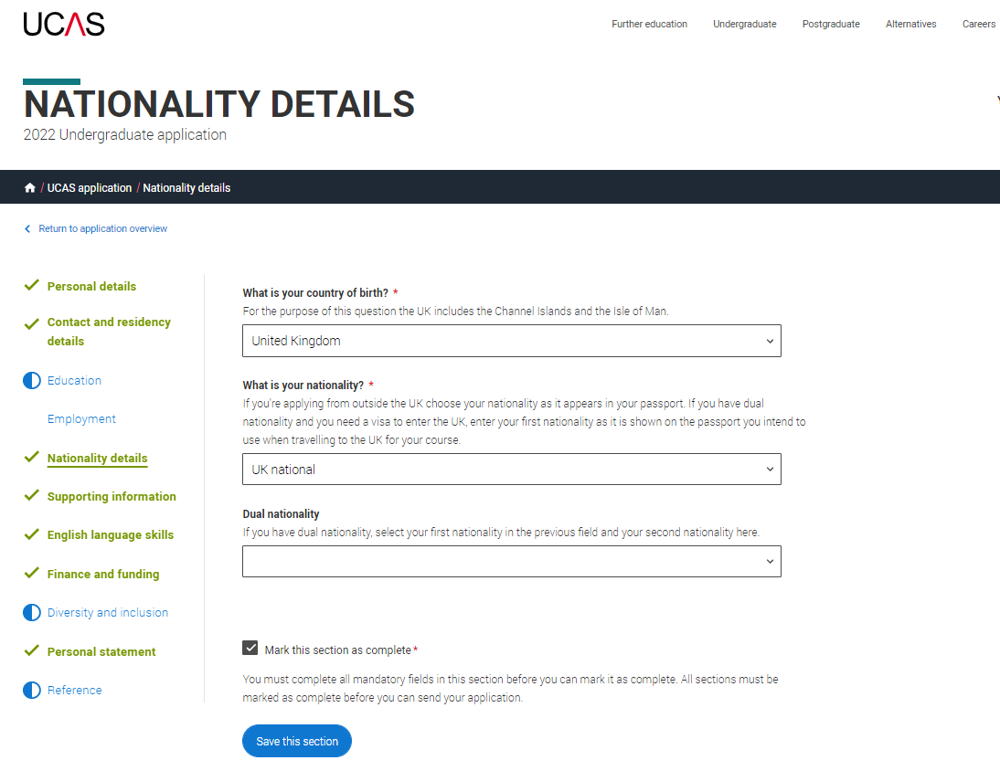 UCAS
Further education Undergraduate Postgraduate Alternatives Careers
NATIONALITY DETAILS
2022 Undergraduate application
/ UCAS application / Nationality details
Return to application overview
Personal details
Contact and residency
details
Education
Employment
Nationality details
Supporting information
English language skills
Finance and funding
Diversity and inclusion
Personal statement
Reference
What is your country of birth? *
For the purpose of this question the UK includes the Channel Islands and the Isle of Man.
United Kingdom
What is your nationality? *
If you're applying from outside the UK choose your nationality as it appears in your passport. If you have dual
nationality and you need a visa to enter the UK, enter your first nationality as it is shown on the passport you intend to
use when travelling to the UK for your course.
UK national
Dual nationality
If you have dual nationality, select your first nationality in the previous field and your second nationality here.
Mark this section as complete*
You must complete all mandatory fields in this section before you can mark it as complete. All sections must be
marked as complete before you can send your application.
Save this section